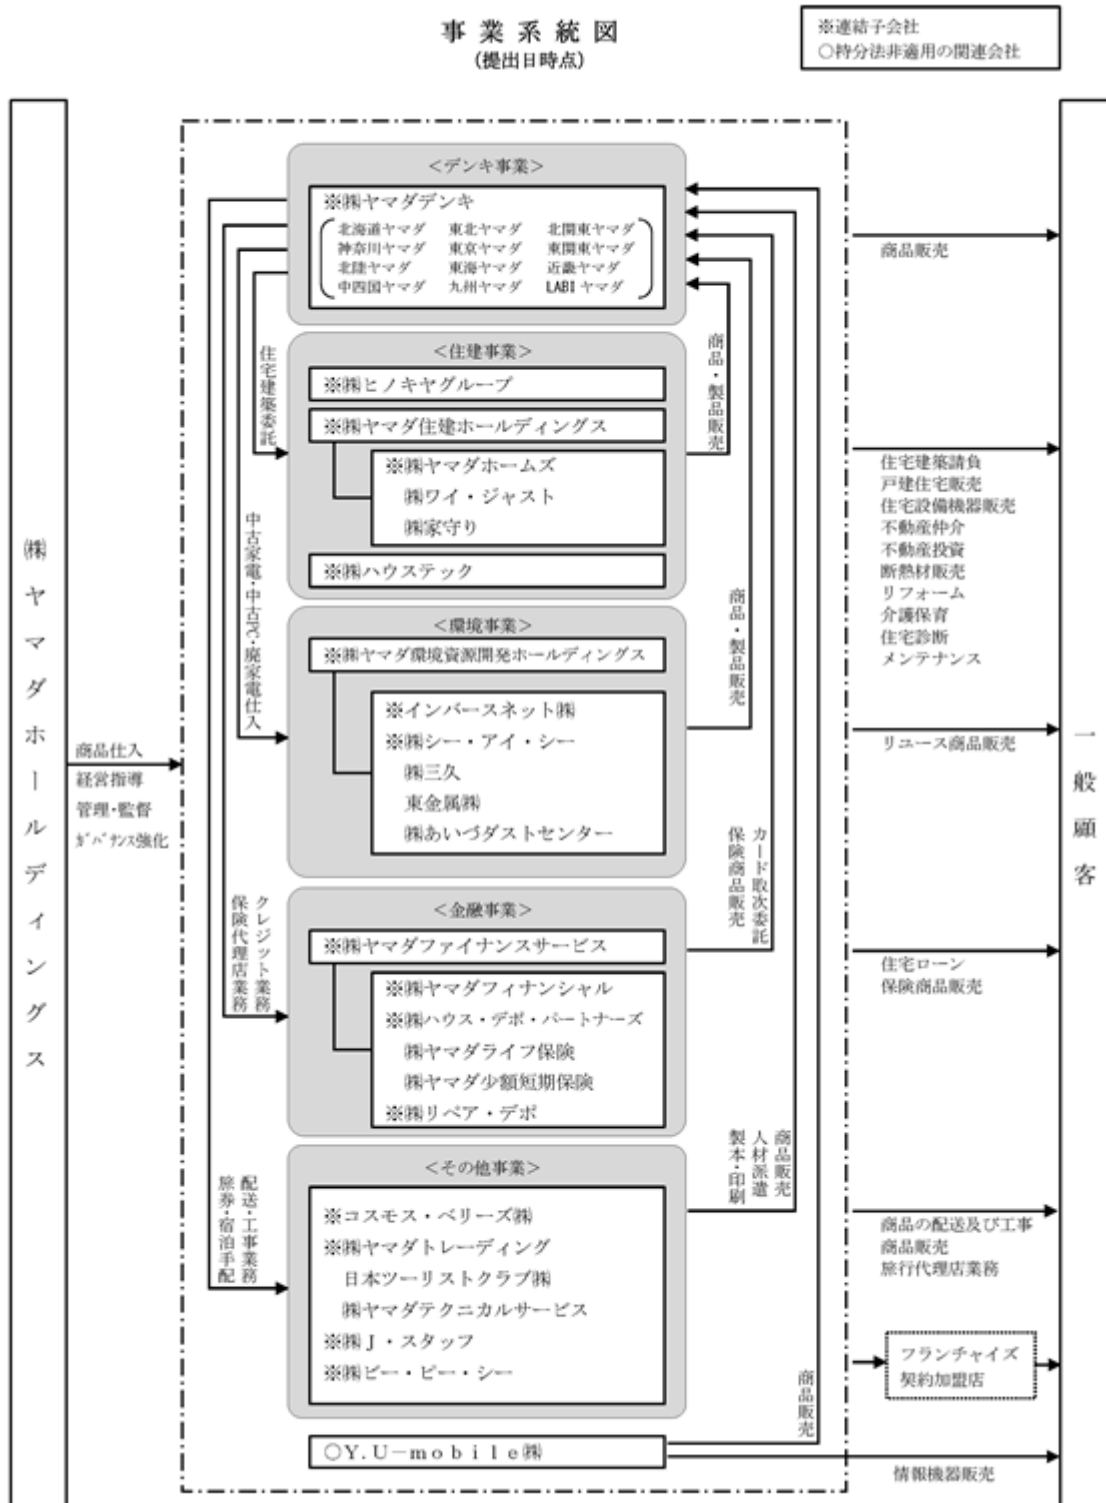 事業系統図
(提出日時点)
※連結子会社
○持分法非適用の関連会社
㈱ヤマダホールディングス
商品仕入
経営指導
管理・監督
ｶﾞﾊﾞﾅﾝｽ強化
＜デンキ事業＞
※㈱ヤマダデンキ
北海道ヤマダ 東北ヤマダ 北関東ヤマダ
神奈川ヤマダ 東京ヤマダ 東関東ヤマダ
北陸ヤマダ 東海ヤマダ 近畿ヤマダ
中四国ヤマダ 九州ヤマダ LABIヤマダ
商品販売
住宅建築委託
＜住建事業＞
※㈱ヒノキヤグループ
※㈱ヤマダ住建ホールディングス
※㈱ヤマダホームズ
㈱ワイ・ジャスト
㈱家守り
※㈱ハウステック
商品・製品販売
住宅建築請負
戸建住宅販売
住宅設備機器販売
不動産仲介
不動産投資
断熱材販売
リフォーム
介護保育
住宅診断
メンテナンス
中古家電・中古PC・廃家電仕入
＜環境事業＞
※㈱ヤマダ環境資源開発ホールディングス
※インバースネット㈱
※㈱シー・アイ・シー
㈱三久
東金属㈱
㈱あいづダストセンター
商品・製品販売
リユース商品販売
クレジット業務
保険代理店業務
＜金融事業＞
※㈱ヤマダファイナンスサービス
※㈱ヤマダフィナンシャル
※㈱ハウス・デポ・パートナーズ
㈱ヤマダライフ保険
㈱ヤマダ少額短期保険
※㈱リペア・デポ
カード取次委託
保険商品販売
住宅ローン
保険商品販売
配送・工事業務
旅券・宿泊手配
＜その他事業＞
※コスモス・ベリーズ㈱
※㈱ヤマダトレーディング
日本ツーリストクラブ㈱
㈱ヤマダテクニカルサービス
※㈱J・スタッフ
※㈱ピー・ピー・シー
商品販売
人材派遣
製本・印刷
商品の配送及び工事
商品販売
旅行代理店業務
フランチャイズ
契約加盟店
○Y.U－mobile㈱
商品販売
情報機器販売
一般顧客